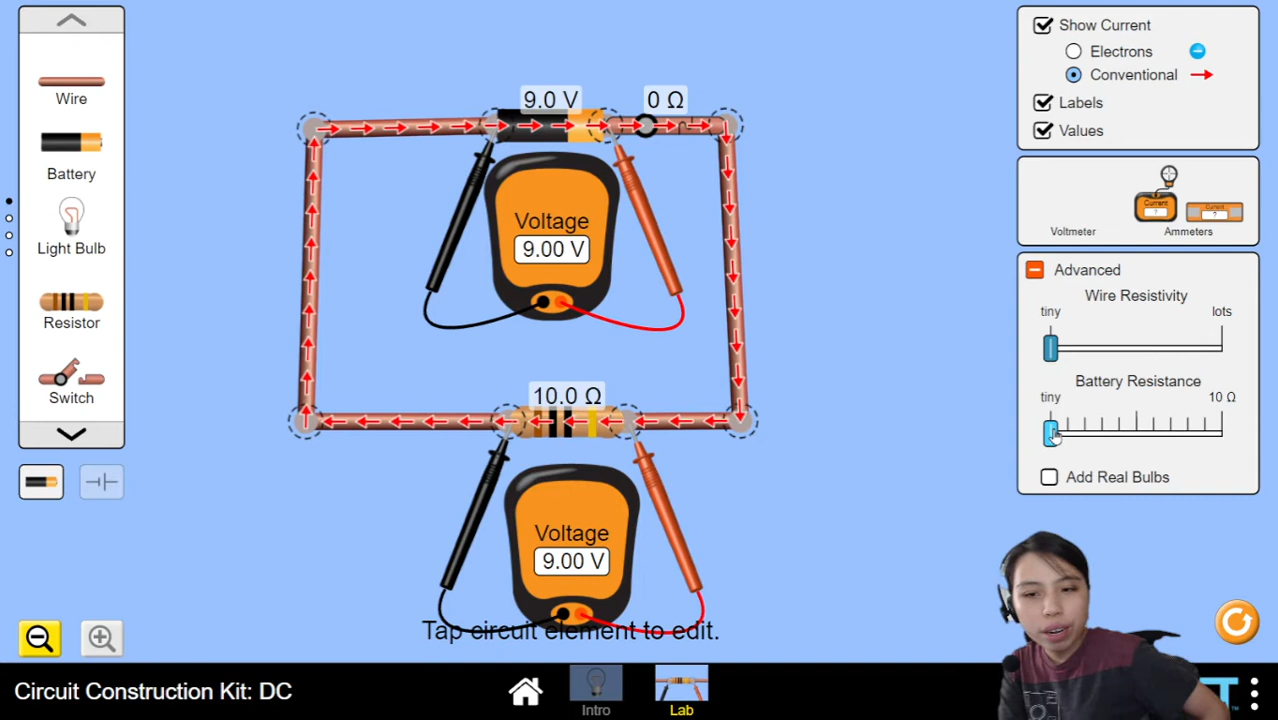 Wire
Battery
Light Bulb
Resistor
Switch
9.0 V
0 Ω
Voltage
9.00 V
10.0 Ω
Voltage
9.00 V
Tap circuit element to edit.
Show Current
Electrons
Conventional
Labels
Values
Current
?
Current
?
Voltmeter
Ammeters
Advanced
Wire Resistivity
tiny
lots
Battery Resistance
tiny
10 Ω
Add Real Bulbs
Circuit Construction Kit: DC
Intro
Lab